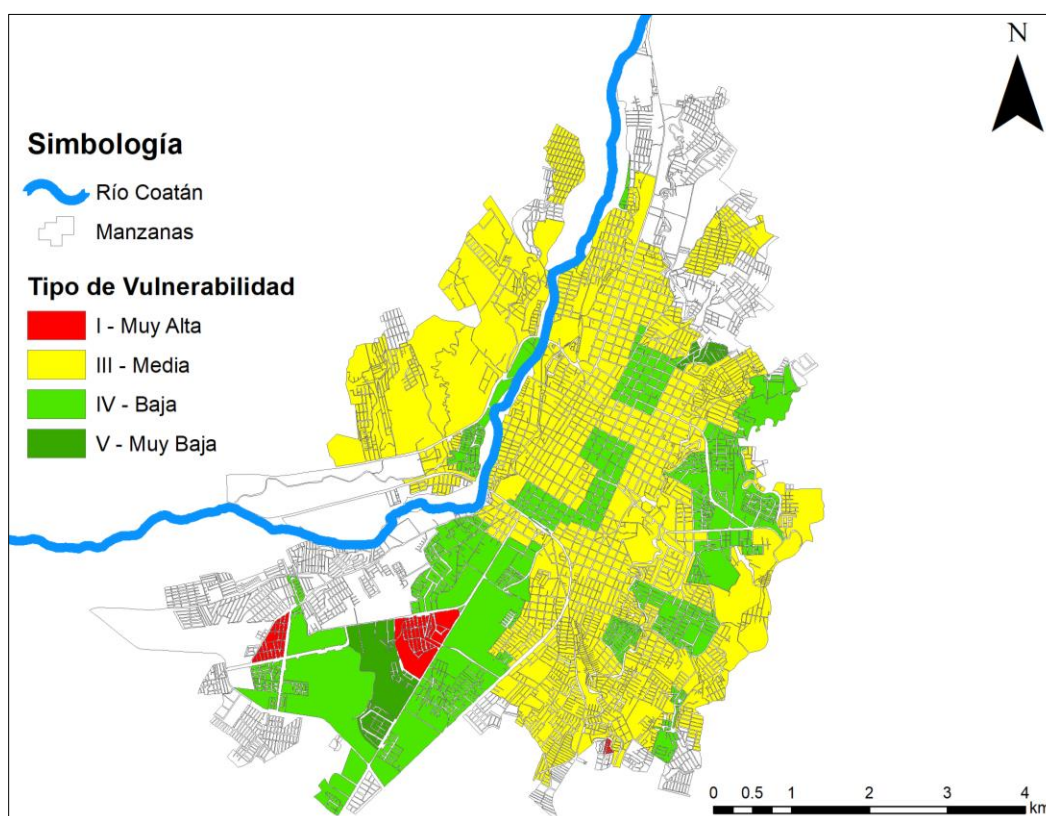 N
Simbología
Río Coatán
Manzanas
Tipo de Vulnerabilidad
I - Muy Alta
III - Media
IV - Baja
V - Muy Baja
0 0.5 1 2 3 4
km